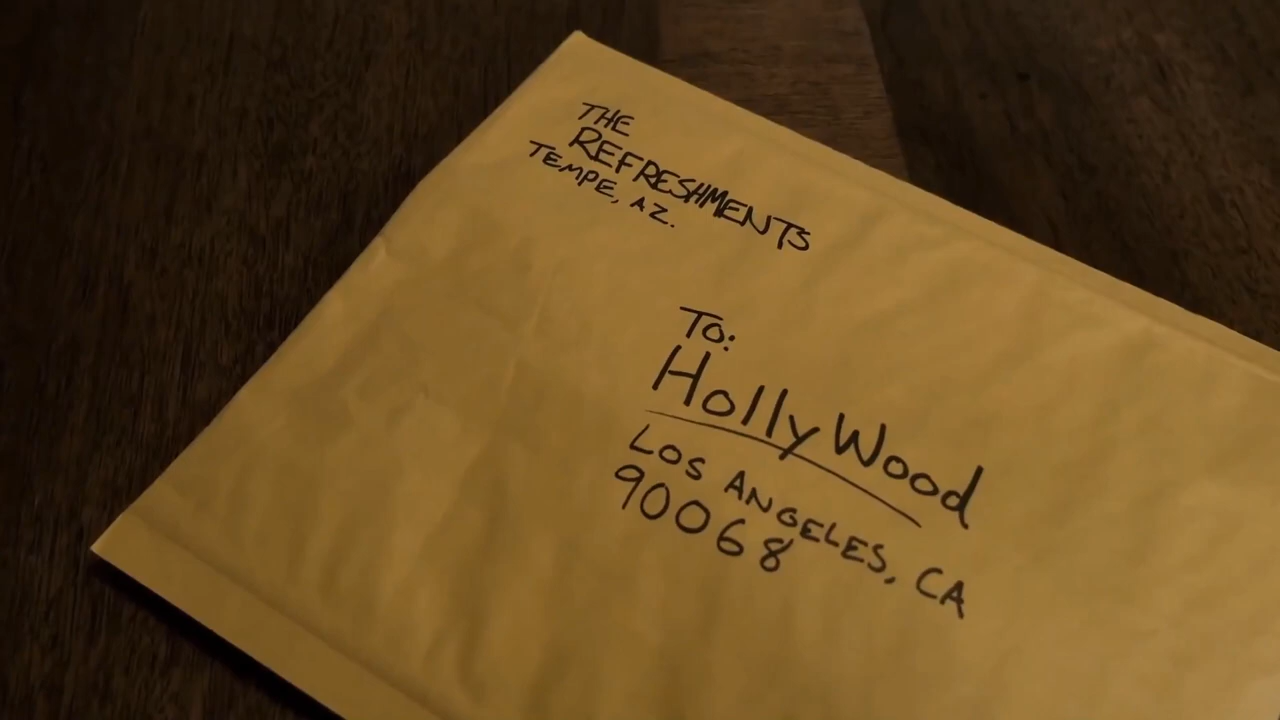 THE
REFRESHMENTS
TEMPE, AZ.
To:
HollyWood
LOS ANGELES, CA
90068